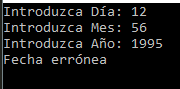 Introduzca Día: 12
Introduzca Mes: 56
Introduzca Año: 1995
Fecha errónea